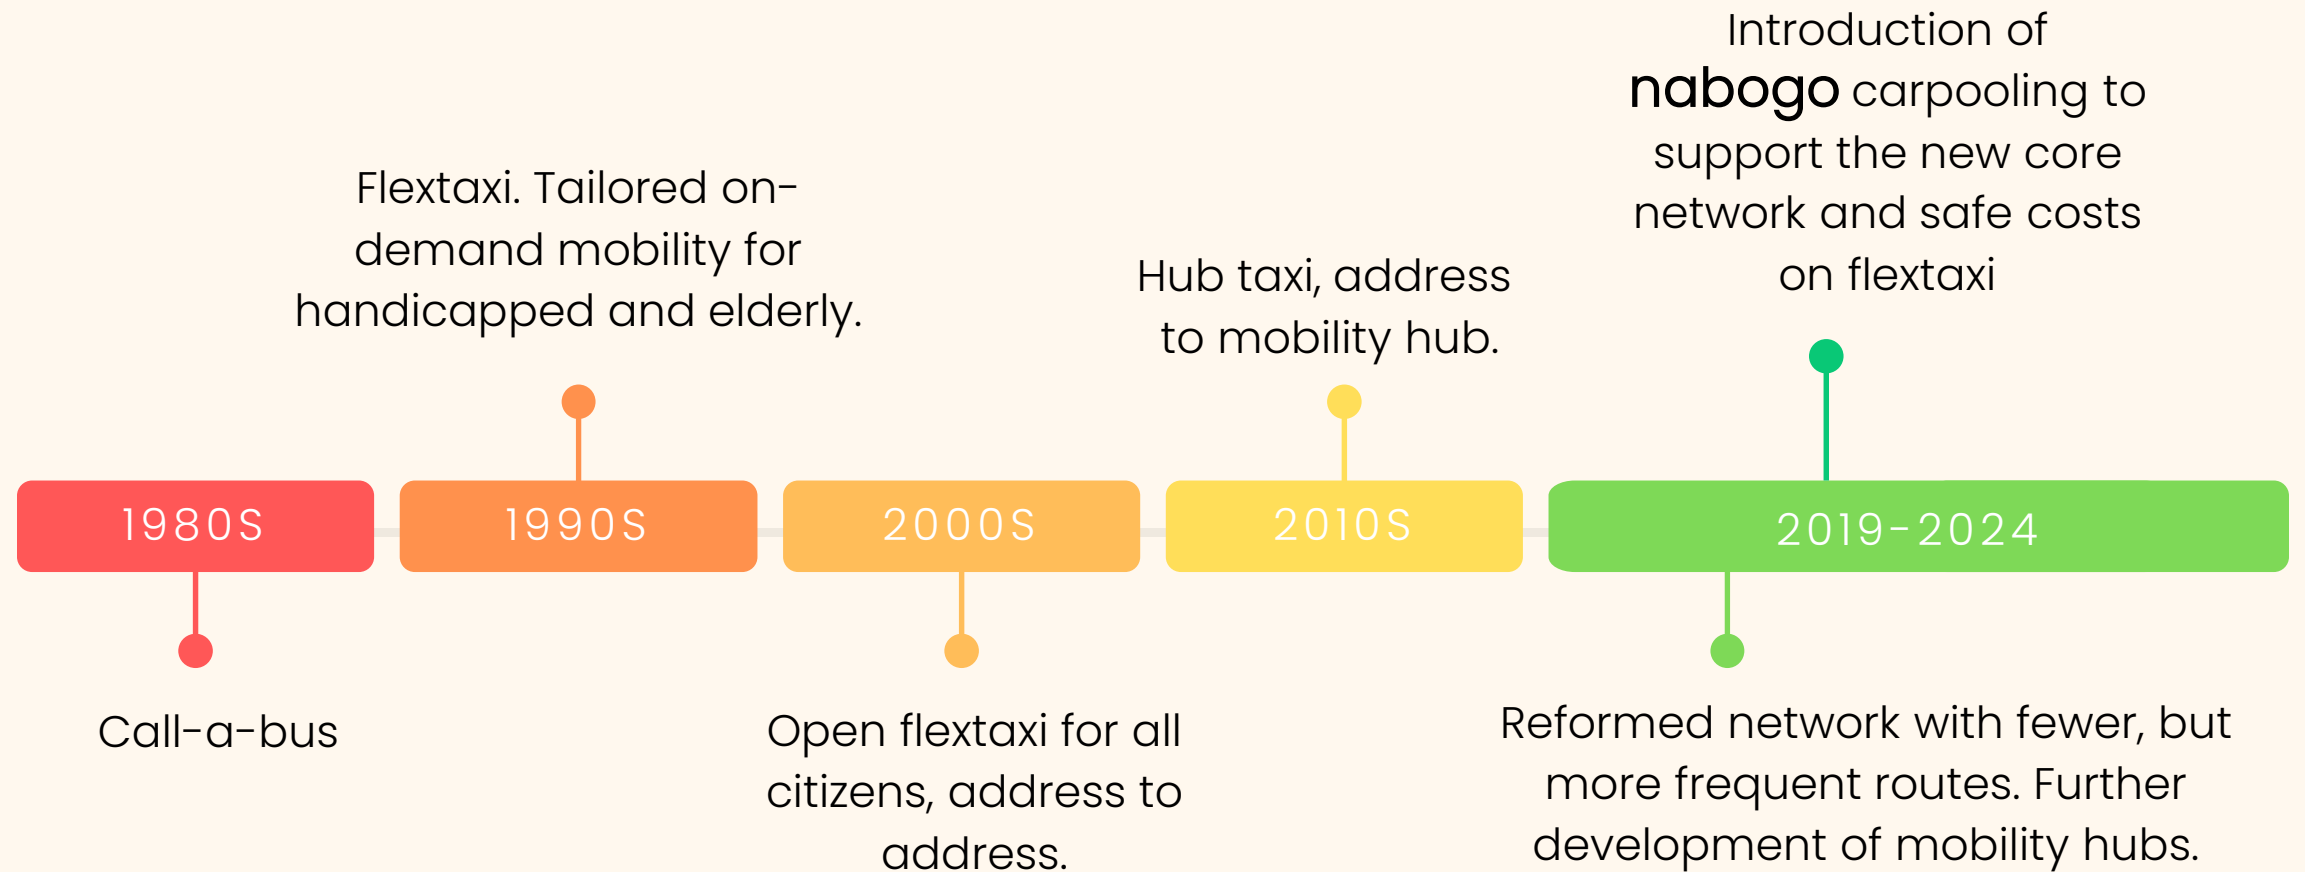 Introduction of
nabogo carpooling to
support the new core
network and safe costs
on flextaxi
Flextaxi. Tailored on-
demand mobility for
handicapped and elderly.
Hub taxi, address
to mobility hub.
1980S
1990S
2000S
2010S
2019-2024
Call-a-bus
Open flextaxi for all
citizens, address to
address.
Reformed network with fewer, but
more frequent routes. Further
development of mobility hubs.